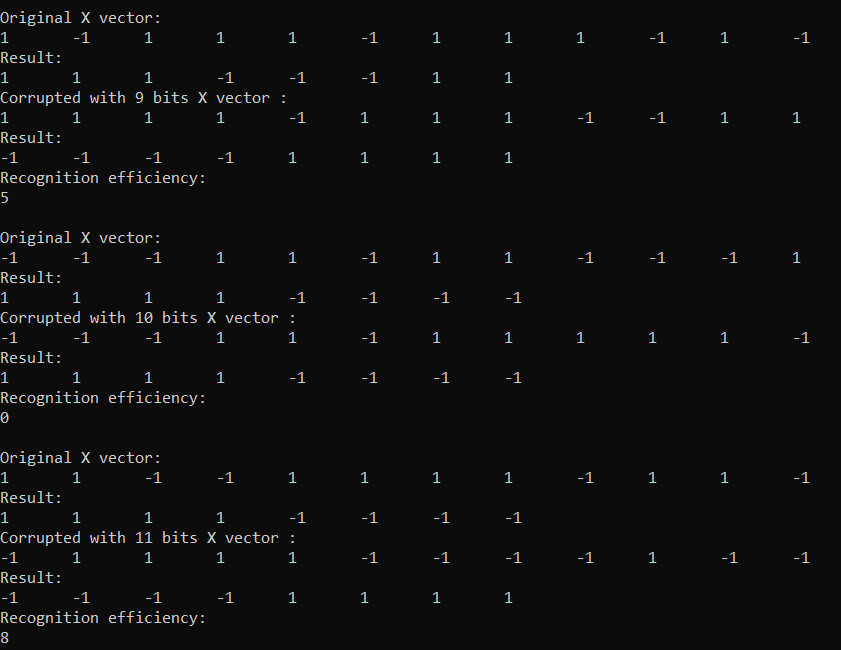 Original X vector:
1 -1 1 1 1 -1 1 1 1 -1 1 -1
Result:
1 1 1 -1 -1 -1 1 1
Corrupted with 9 bits X vector :
1 1 1 1 -1 1 1 1 -1 -1 1 1
Result:
-1 -1 -1 -1 1 1 1 1
Recognition efficiency:
5
Original X vector:
-1 -1 -1 1 1 -1 1 1 -1 -1 -1 1
Result:
1 1 1 1 -1 -1 -1 -1
Corrupted with 10 bits X vector :
-1 -1 -1 1 1 -1 1 1 1 1 1 -1
Result:
1 1 1 1 -1 -1 -1 -1
Recognition efficiency:
0
Original X vector:
1 1 -1 -1 1 1 1 1 -1 1 1 -1
Result:
1 1 1 1 -1 -1 -1 -1
Corrupted with 11 bits X vector :
-1 1 1 1 1 -1 -1 -1 -1 1 -1 -1
Result:
-1 -1 -1 -1 1 1 1 1
Recognition efficiency:
8